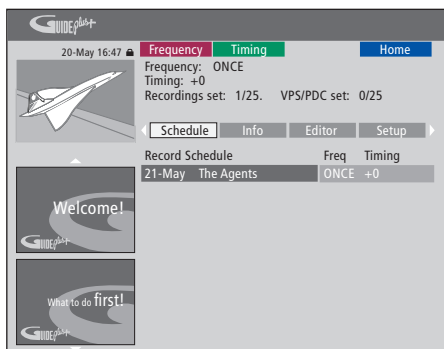 GUIDE plus+
20-May 16:47 Frequency Timing Home
Frequency: ONCE
Timing: +0
Recordings set: 1/25. VPS/PDC set: 0/25
Schedule Info Editor Setup
Record Schedule Freq Timing
21-May The Agents ONCE +0
Welcome!
GUIDE plus+
What to do first!
GUIDE plus+